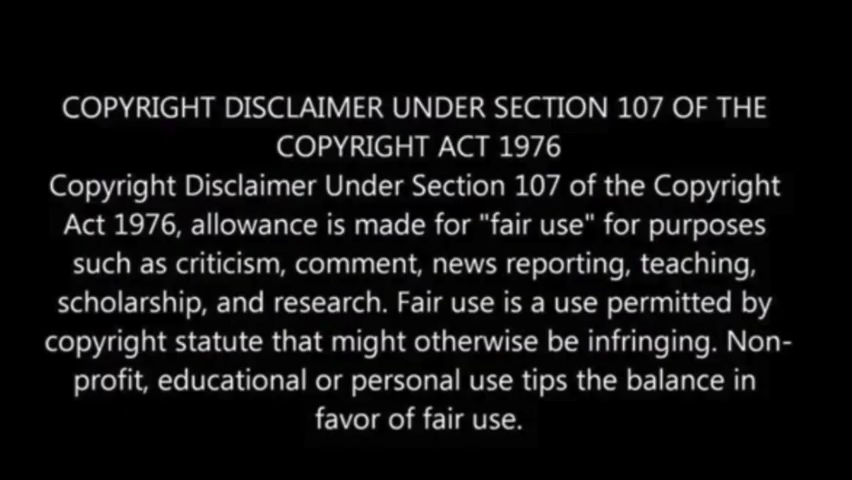 COPYRIGHT DISCLAIMER UNDER SECTION 107 OF THE
COPYRIGHT ACT 1976
Copyright Disclaimer Under Section 107 of the Copyright
Act 1976, allowance is made for "fair use" for purposes
such as criticism, comment, news reporting, teaching,
scholarship, and research. Fair use is a use permitted by
copyright statute that might otherwise be infringing. Non-
profit, educational or personal use tips the balance in
favor of fair use.